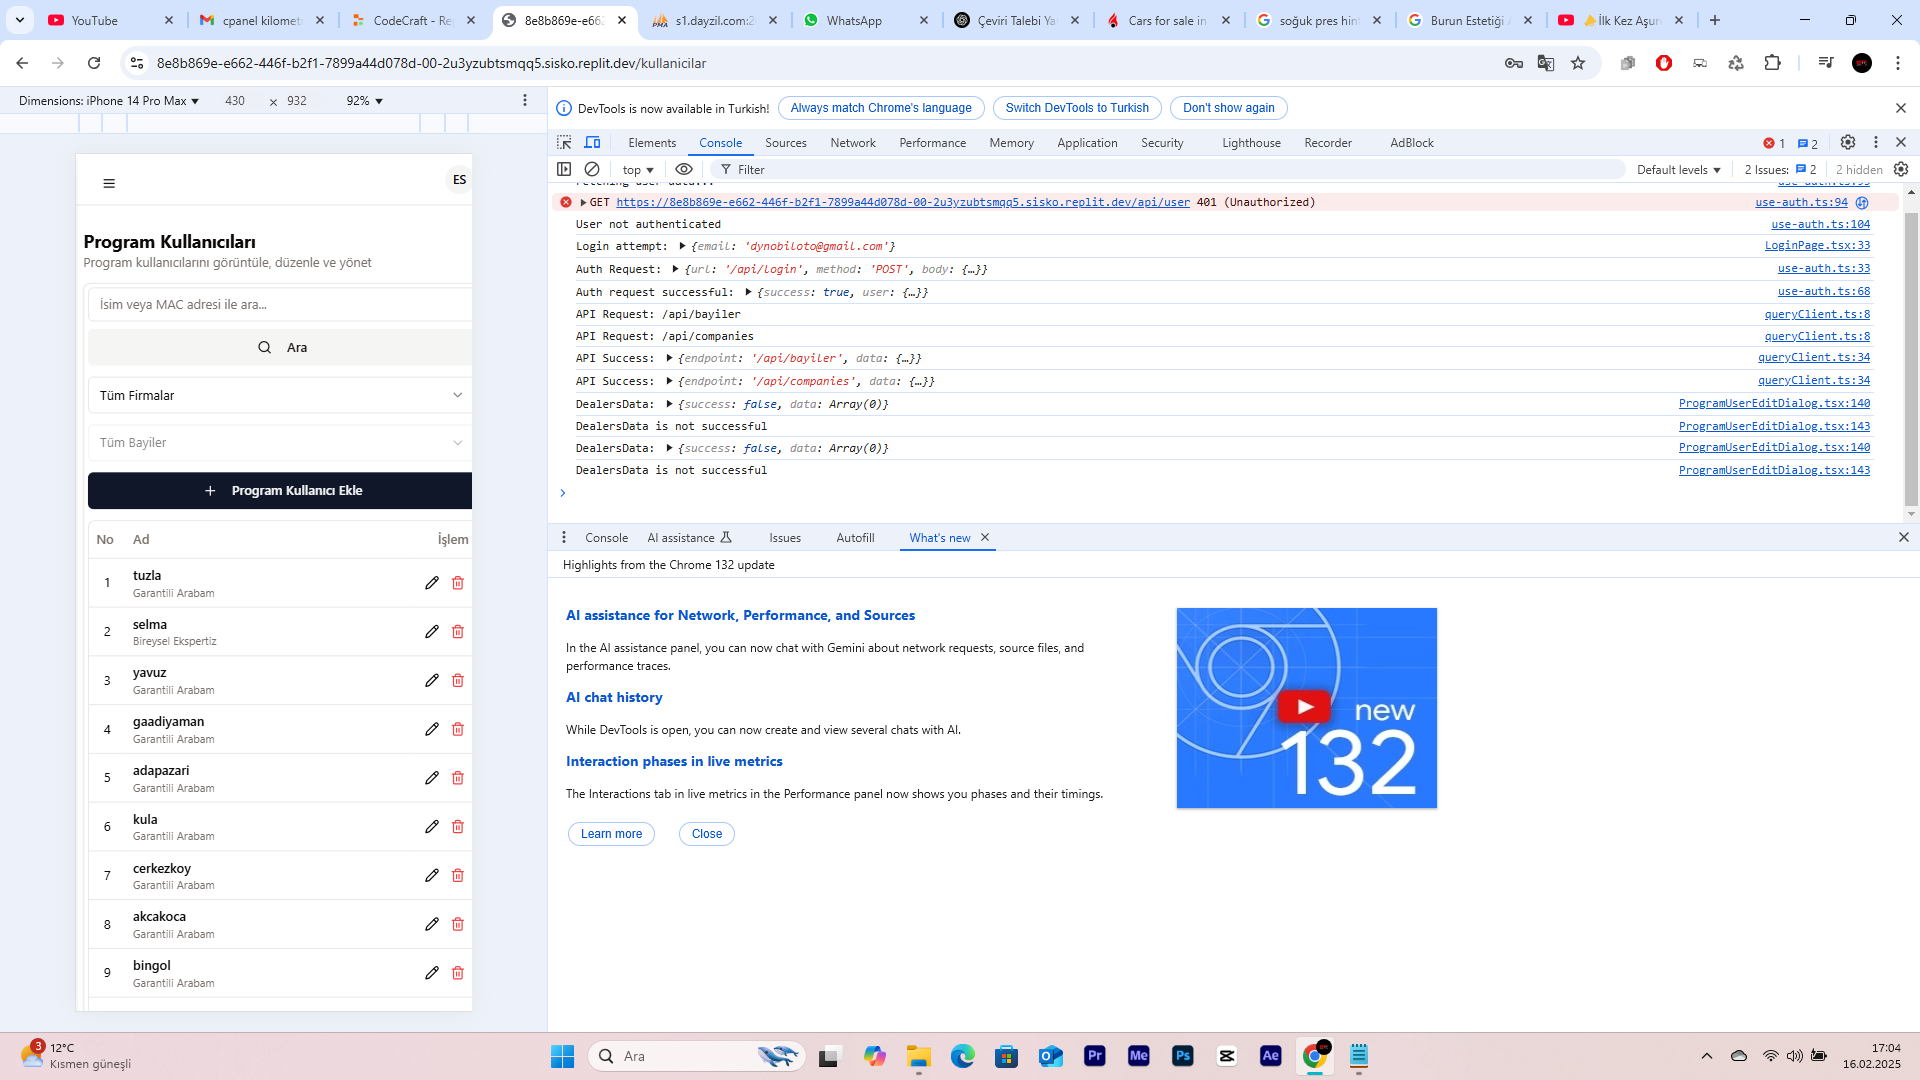 YouTube
cpanel kilomet
CodeCraft - Re
8e8b869e-e662
s1.dayzil.com:2
WhatsApp
Çeviri Talebi Ya
Cars for sale in
soğuk pres hin
Burun Estetiği
İlk Kez Aşur
8e8b869e-e662-446f-b2f1-7899a44d078d-00-2u3yzubtsmqq5.sisko.replit.dev/kullanicilar
Dimensions: iPhone 14 Pro Max 430 × 932 92%
ES
Program Kullanıcıları
Program kullanıcılarını görüntüle, düzenle ve yönet
İsim veya MAC adresi ile ara...
Ara
Tüm Firmalar
Tüm Bayiler
+ Program Kullanıcı Ekle
No Ad İşlem
1 tuzla
Garantili Arabam
2 selma
Bireysel Ekspertiz
3 yavuz
Garantili Arabam
4 gaadiyaman
Garantili Arabam
5 adapazari
Garantili Arabam
6 kula
Garantili Arabam
7 cerkezkoy
Garantili Arabam
8 akcakoca
Garantili Arabam
9 bingol
Garantili Arabam
DevTools is now available in Turkish! Always match Chrome's language Switch DevTools to Turkish Don't show again
Elements Console Sources Network Performance Memory Application Security Lighthouse Recorder AdBlock 1 2
top Filter Default levels 2 Issues: 2 2 hidden
Fetching user data... use-auth.ts:93
GET https://8e8b869e-e662-446f-b2f1-7899a44d078d-00-2u3yzubtsmqq5.sisko.replit.dev/api/user 401 (Unauthorized) use-auth.ts:94
User not authenticated use-auth.ts:104
Login attempt: {email: 'dynobiloto@gmail.com'} LoginPage.tsx:33
Auth Request: {url: '/api/login', method: 'POST', body: {…}} use-auth.ts:33
Auth request successful: {success: true, user: {…}} use-auth.ts:68
API Request: /api/bayiler queryClient.ts:8
API Request: /api/companies queryClient.ts:8
API Success: {endpoint: '/api/bayiler', data: {…}} queryClient.ts:34
API Success: {endpoint: '/api/companies', data: {…}} queryClient.ts:34
DealersData: {success: false, data: Array(0)} ProgramUserEditDialog.tsx:140
DealersData is not successful ProgramUserEditDialog.tsx:143
DealersData: {success: false, data: Array(0)} ProgramUserEditDialog.tsx:140
DealersData is not successful ProgramUserEditDialog.tsx:143
Console AI assistance Issues Autofill What's new
Highlights from the Chrome 132 update
AI assistance for Network, Performance, and Sources
In the AI assistance panel, you can now chat with Gemini about network requests, source files, and
performance traces.
AI chat history
While DevTools is open, you can now create and view several chats with AI.
Interaction phases in live metrics
The Interactions tab in live metrics in the Performance panel now shows you phases and their timings.
Learn more Close
new
132
3
12°C
Kısmen güneşli
Ara
Pr
Me
Ps
Ae
17:04
16.02.2025